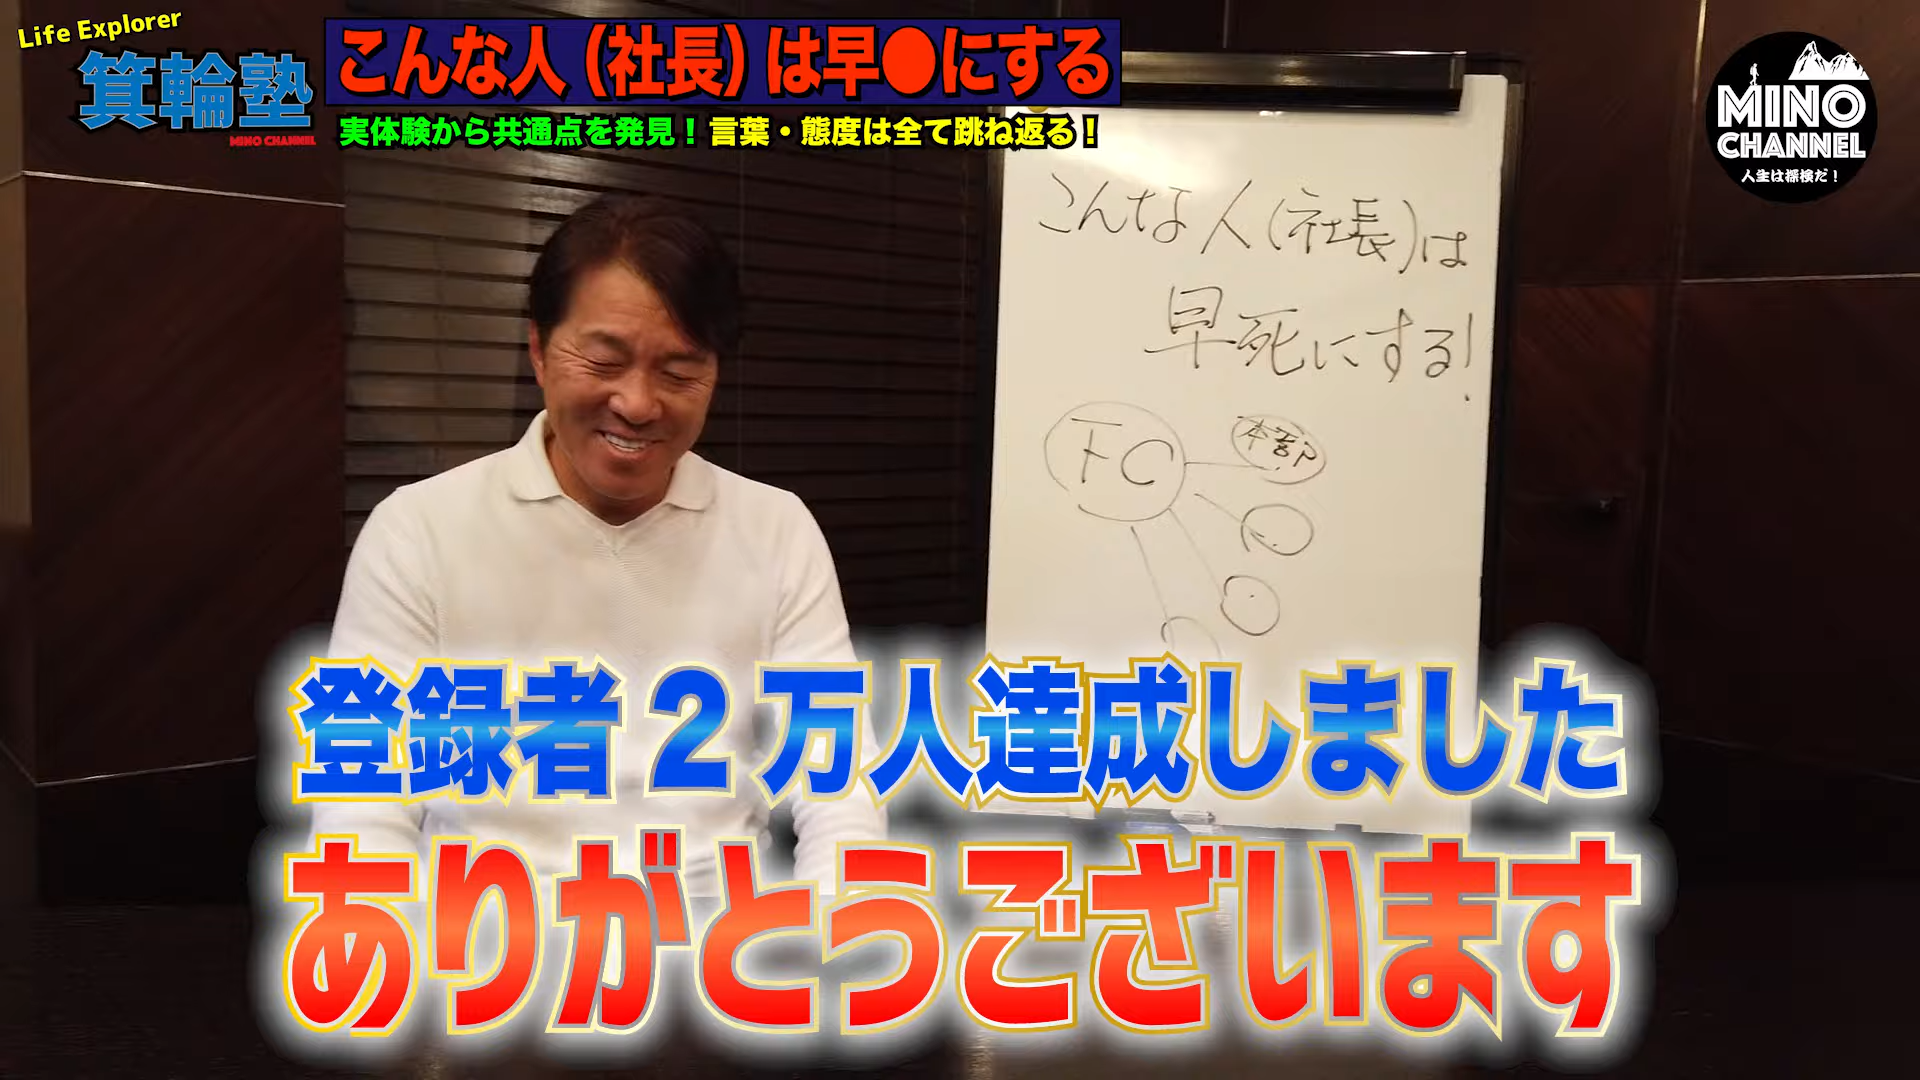 Life Explorer
箕輪塾
MINO CHANNEL
こんな人（社長）は早●にする
実体験から共通点を発見！言葉・態度は全て跳ね返る！
MINO
CHANNEL
人生は探検だ！
こんな人(社長)は
早死にする!
FC
本部
登録者２万人達成しました
ありがとうございます